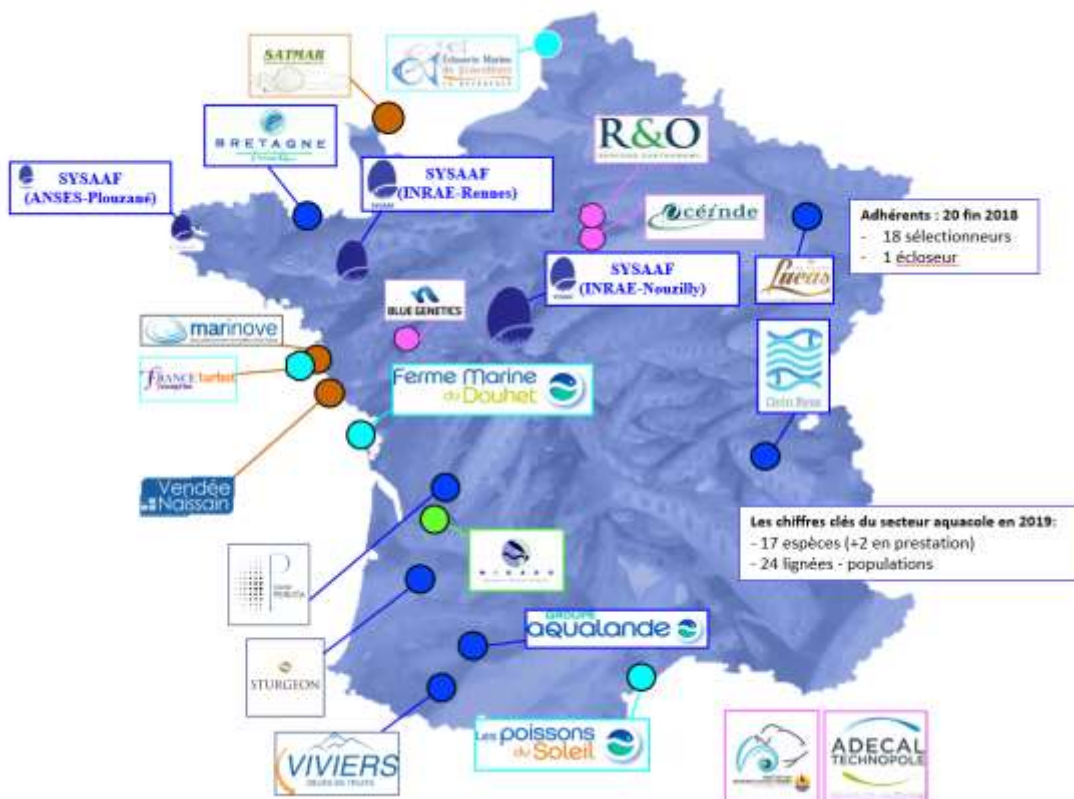 SATMAR
Ecloserie Marine
de Gravelines
BRETAGNE
Truite
R&O
SYSAAF
(ANSES-Plouzané)
SYSAAF
(INRAE-Rennes)
océinde
Adhérents : 20 fin 2018
- 18 sélectionneurs
- 1 écloseur
SYSAAF
(INRAE-Nouzilly)
Lucas
BLUE GENETICS
marinove
FRANCE turbot
Ferme Marine
du Douhet
Vendée
Naissain
Les chiffres clés du secteur aquacole en 2019:
- 17 espèces (+2 en prestation)
- 24 lignées - populations
GROUPE
aqualande
STURGEON
Les poissons
du Soleil
VIVIERS
ADECAL
TECHNOPOLE